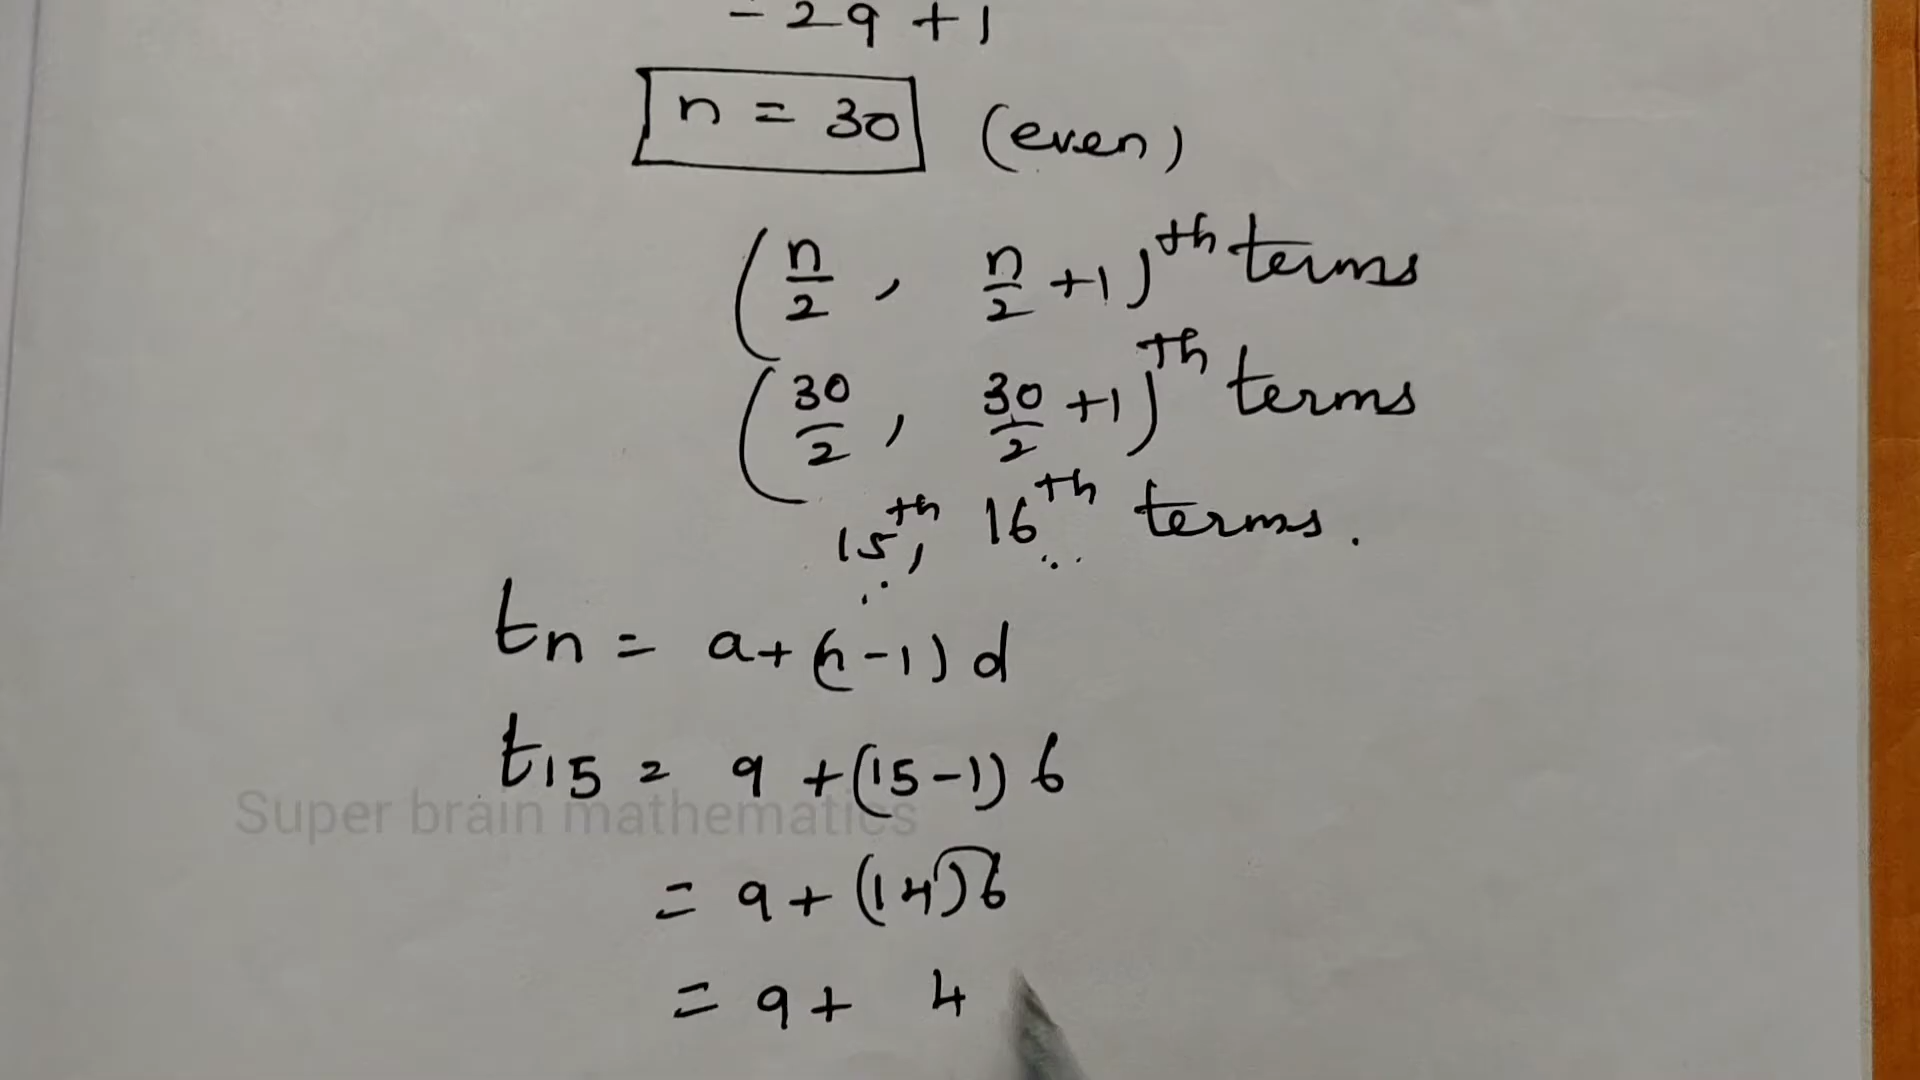 = 29 + 1
n = 30 (even)
(n/2, n/2 + 1)th terms
(30/2, 30/2 + 1)th terms
15th, 16th terms.
tn = a + (n - 1) d
t15 = 9 + (15 - 1) 6
Super brain mathematics
= 9 + (14) 6
= 9 + 4